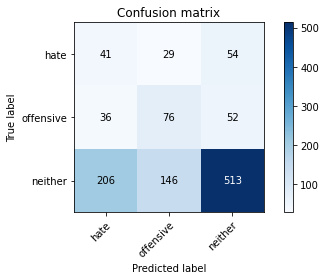 Confusion matrix
hate 41 29 54
offensive 36 76 52
neither 206 146 513
hate offensive neither
True label
Predicted label
500
400
300
200
100